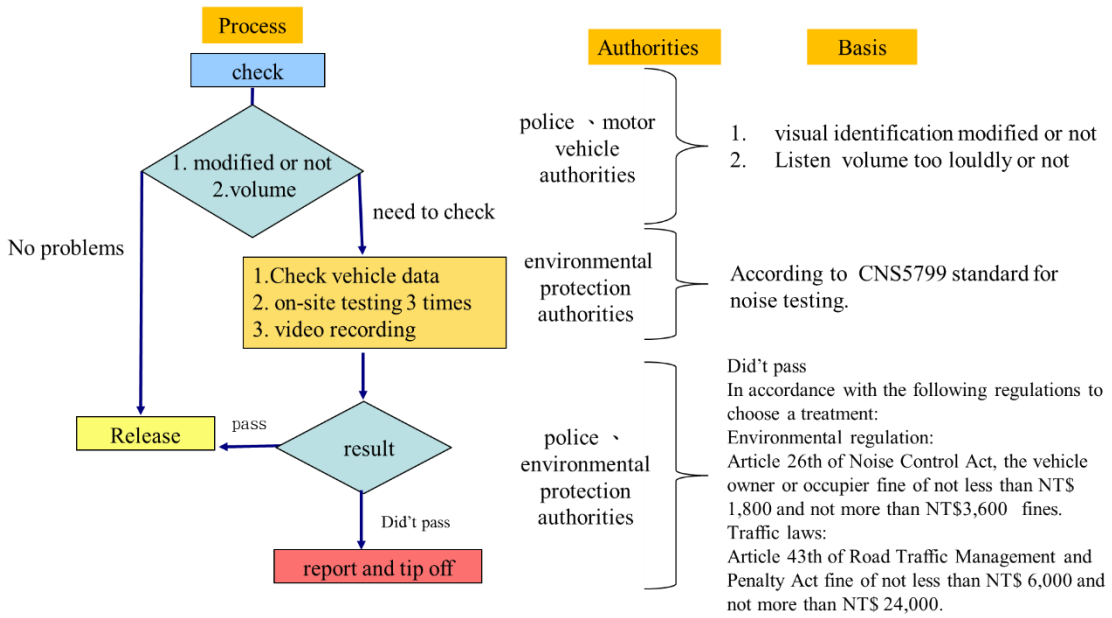 Process
Authorities
Basis
check
1. modified or not
2.volume
No problems
need to check
1.Check vehicle data
2. on-site testing 3 times
3. video recording
Release
pass
result
Did't pass
report and tip off
police 、motor
vehicle
authorities
environmental
protection
authorities
police 、
environmental
protection
authorities
1. visual identification modified or not
2. Listen volume too louldly or not
According to CNS5799 standard for
noise testing.
Did't pass
In accordance with the following regulations to
choose a treatment:
Environmental regulation:
Article 26th of Noise Control Act, the vehicle
owner or occupier fine of not less than NT$
1,800 and not more than NT$3,600 fines.
Traffic laws:
Article 43th of Road Traffic Management and
Penalty Act fine of not less than NT$ 6,000 and
not more than NT$ 24,000.